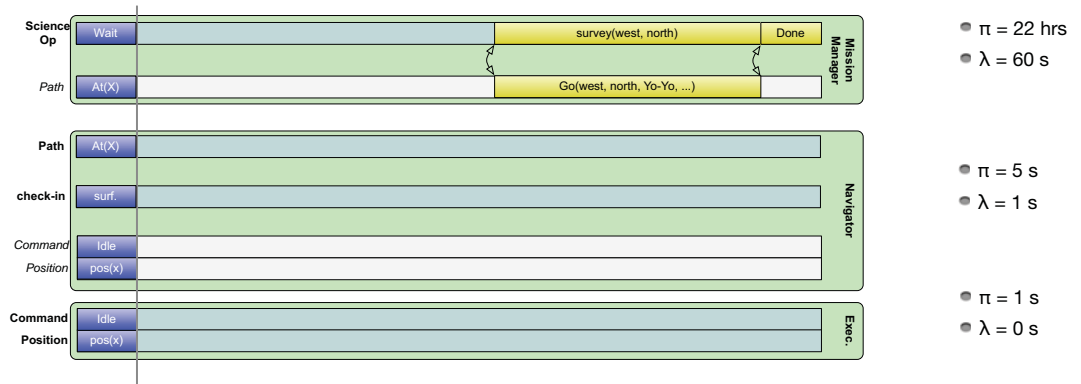 Science Op
Wait
survey(west, north)
Done
Path
At(X)
Go(west, north, Yo-Yo, ...)
Mission Manager
π = 22 hrs
λ = 60 s
Path
At(X)
check-in
surf.
Command
Idle
Position
pos(x)
Navigator
π = 5 s
λ = 1 s
Command
Idle
Position
pos(x)
Exec.
π = 1 s
λ = 0 s